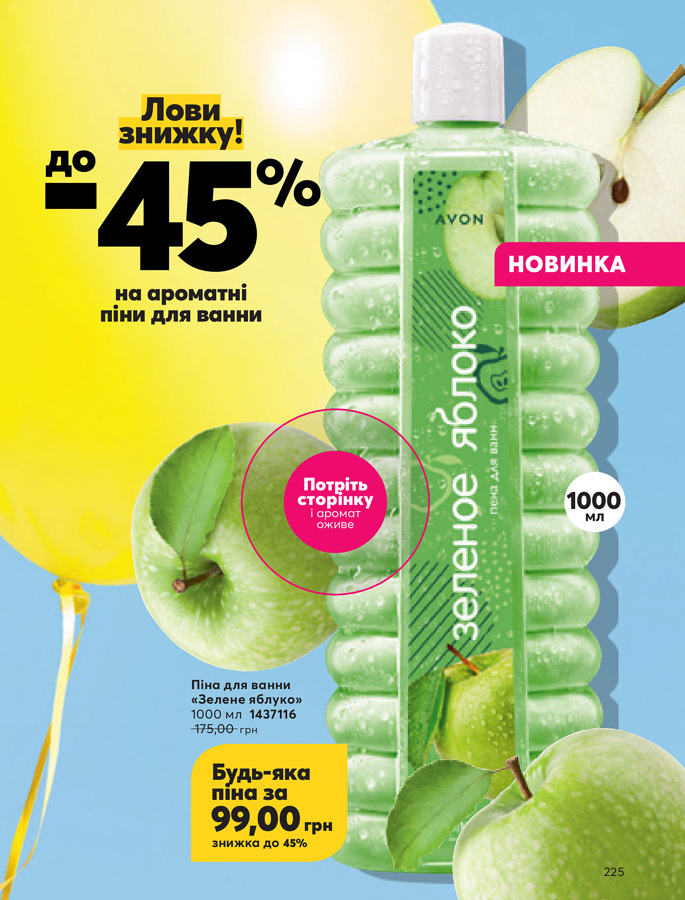 Лови
знижку!
до
-45%
на ароматні
піни для ванни
AVON
НОВИНКА
зеленое яблоко
пена для ванн
Потріть
сторінку
і аромат
оживе
1000
мл
Піна для ванни
«Зелене яблуко»
1000 мл 1437116
175,00 грн
Будь-яка
піна за
99,00 грн
знижка до 45%
225